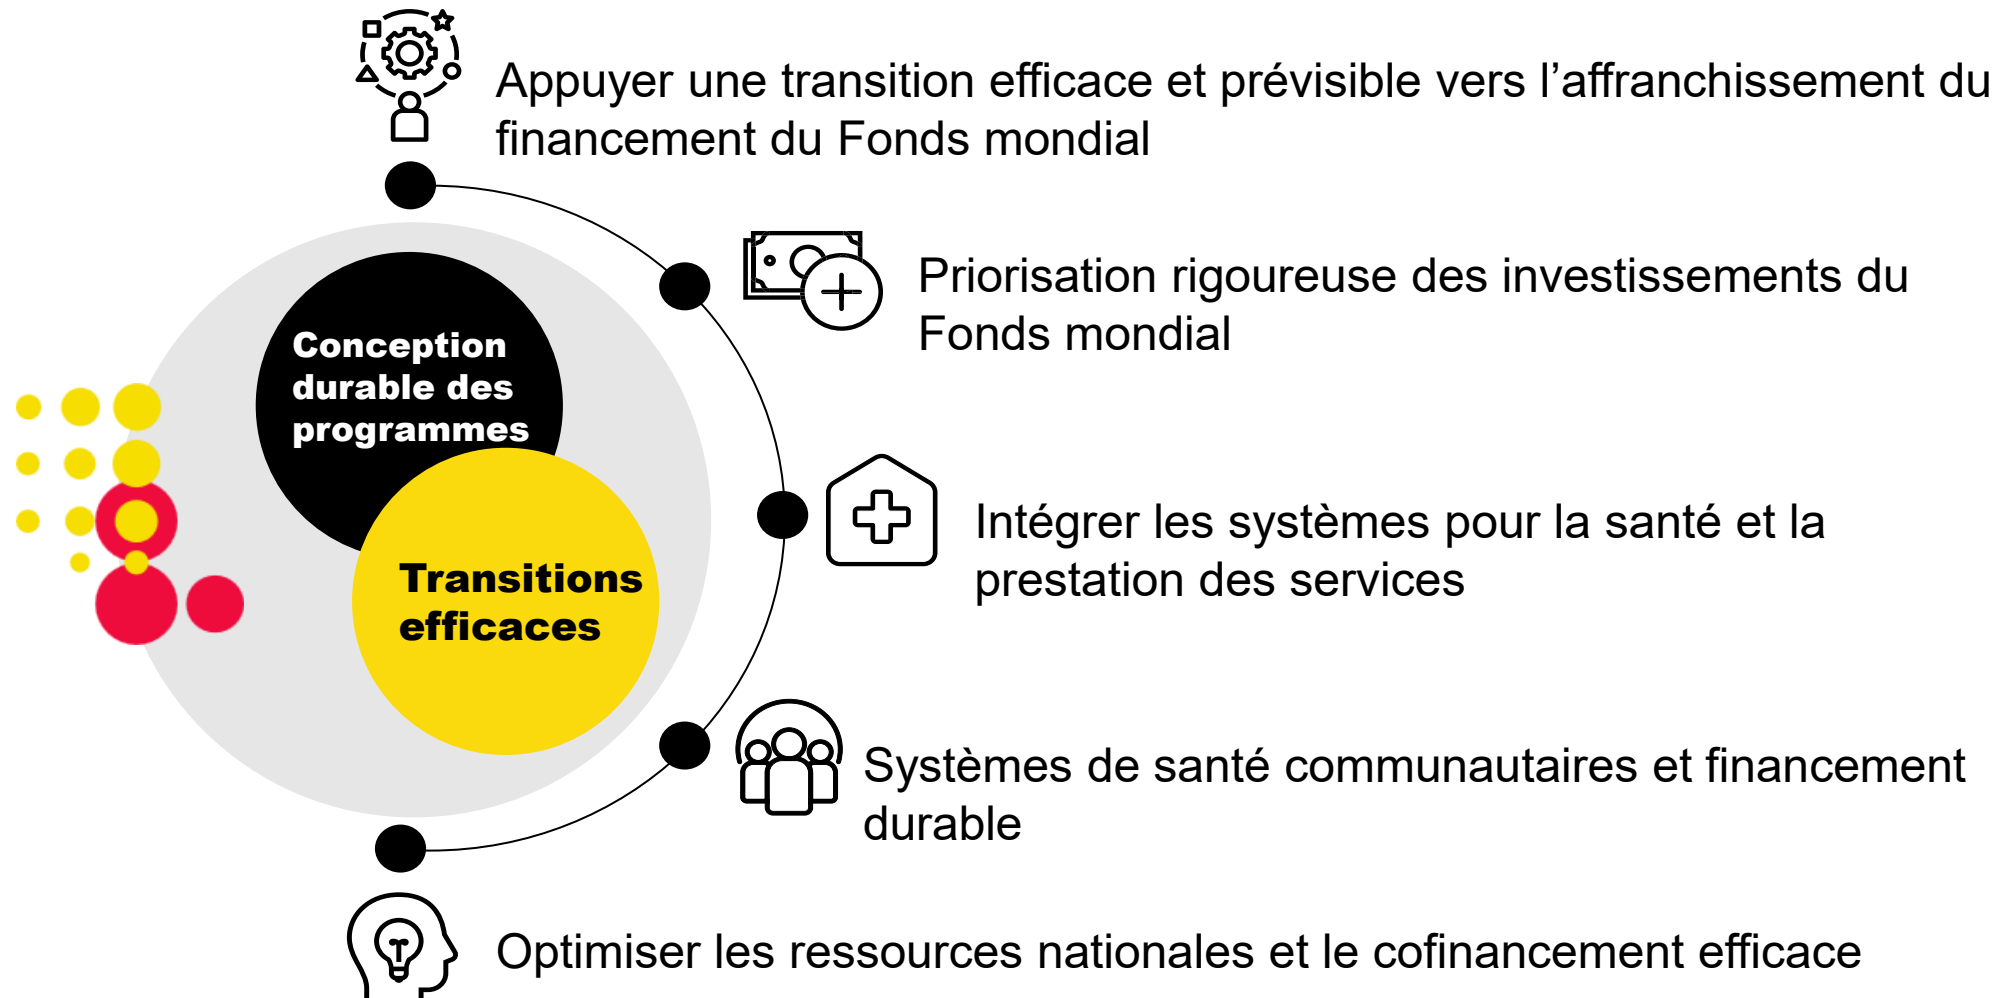 Appuyer une transition efficace et prévisible vers l’affranchissement du
financement du Fonds mondial
Priorisation rigoureuse des investissements du
Fonds mondial
Conception
durable des
programmes
Intégrer les systèmes pour la santé et la
prestation des services
Transitions
efficaces
Systèmes de santé communautaires et financement
durable
Optimiser les ressources nationales et le cofinancement efficace